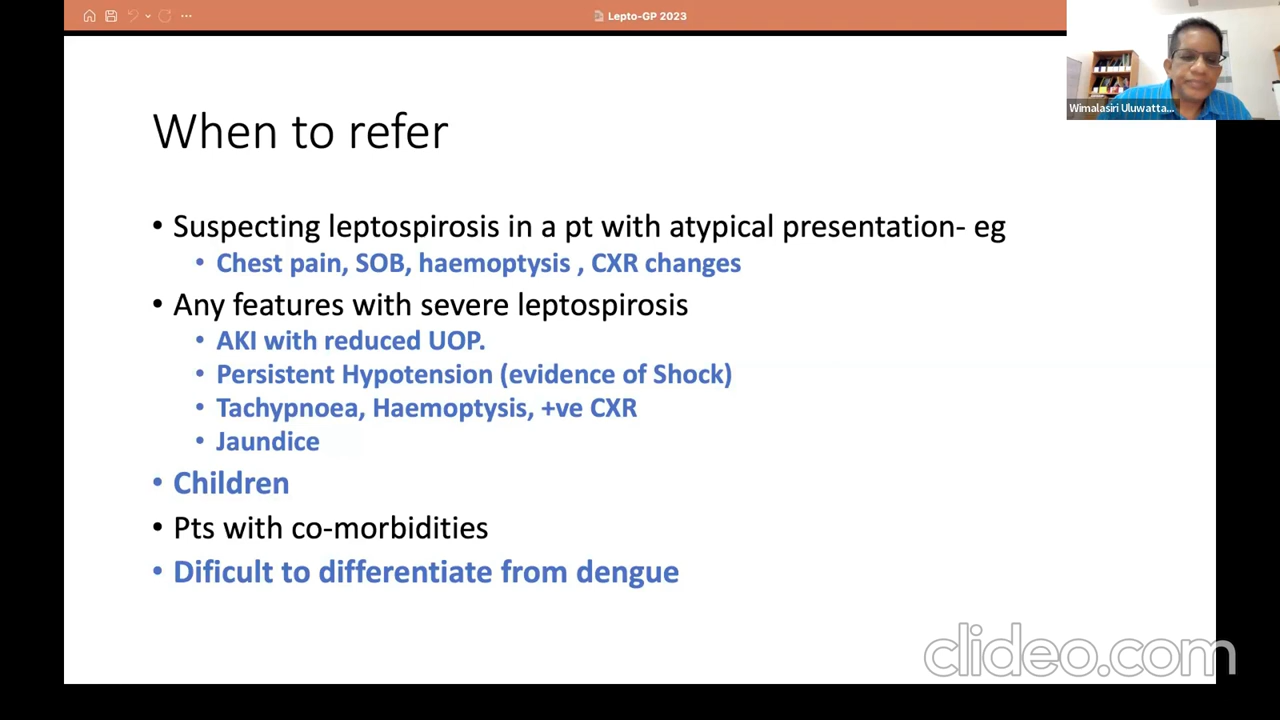 Lepto-GP 2023
Wimalasiri Uluwatta...
When to refer
• Suspecting leptospirosis in a pt with atypical presentation- eg
• Chest pain, SOB, haemoptysis , CXR changes
• Any features with severe leptospirosis
• AKI with reduced UOP.
• Persistent Hypotension (evidence of Shock)
• Tachypnoea, Haemoptysis, +ve CXR
• Jaundice
• Children
• Pts with co-morbidities
• Dificult to differentiate from dengue
clideo.com